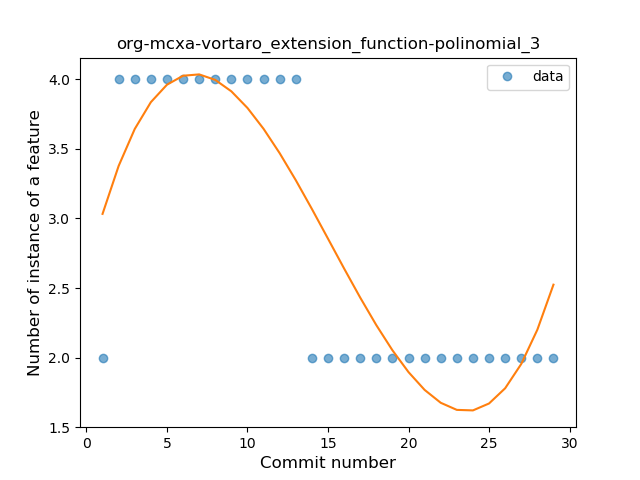 org-mcxa-vortaro_extension_function-polinomial_3
data
Number of instance of a feature
4.0
3.5
3.0
2.5
2.0
1.5
0 5 10 15 20 25 30
Commit number